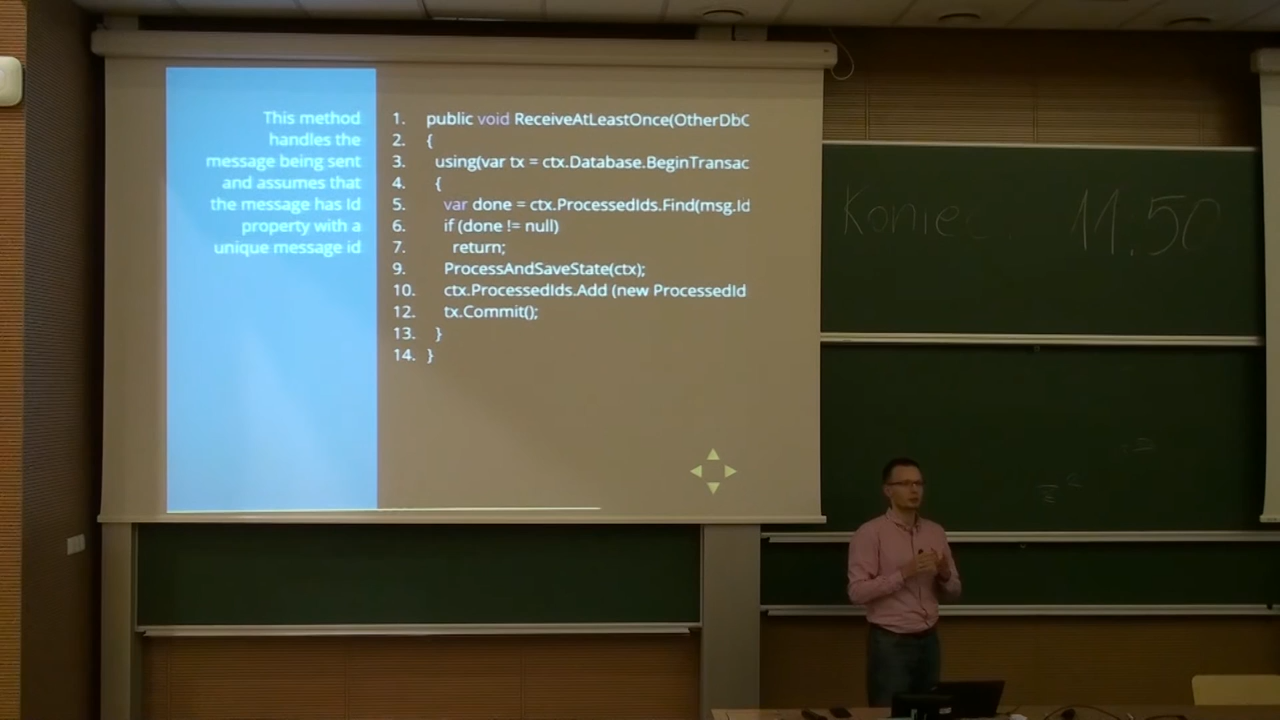 This method
handles the
message being sent
and assumes that
the message has Id
property with a
unique message id
1. public void ReceiveAtLeastOnce(OtherDbC
2. {
3. using(var tx = ctx.Database.BeginTransac
4. {
5. var done = ctx.ProcessedIds.Find(msg.Id
6. if (done != null)
7. return;
9. ProcessAndSaveState(ctx);
10. ctx.ProcessedIds.Add (new ProcessedId
12. tx.Commit();
13. }
14. }
Koniec 11.50